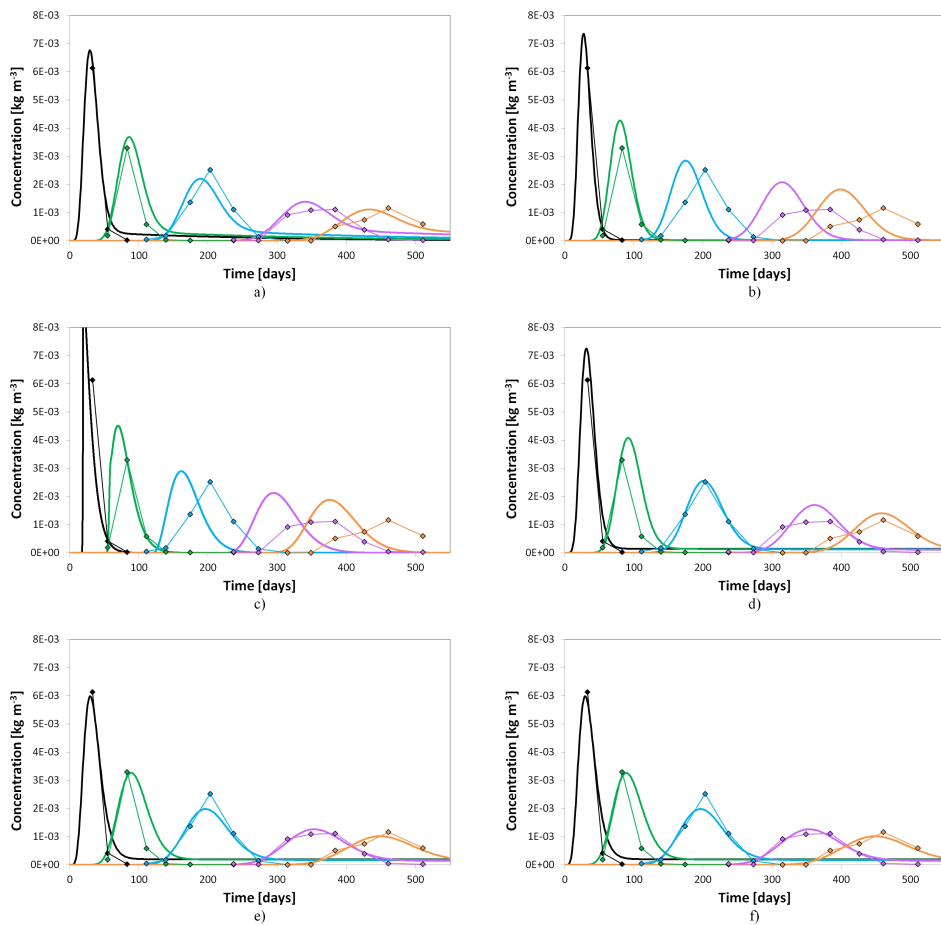 8E-03
7E-03
6E-03
5E-03
4E-03
3E-03
2E-03
1E-03
0E+00
Concentration [kg m⁻³]
0 100 200 300 400 500
Time [days]
a)
8E-03
7E-03
6E-03
5E-03
4E-03
3E-03
2E-03
1E-03
0E+00
Concentration [kg m⁻³]
0 100 200 300 400 500
Time [days]
b)
8E-03
7E-03
6E-03
5E-03
4E-03
3E-03
2E-03
1E-03
0E+00
Concentration [kg m⁻³]
0 100 200 300 400 500
Time [days]
c)
8E-03
7E-03
6E-03
5E-03
4E-03
3E-03
2E-03
1E-03
0E+00
Concentration [kg m⁻³]
0 100 200 300 400 500
Time [days]
d)
8E-03
7E-03
6E-03
5E-03
4E-03
3E-03
2E-03
1E-03
0E+00
Concentration [kg m⁻³]
0 100 200 300 400 500
Time [days]
e)
8E-03
7E-03
6E-03
5E-03
4E-03
3E-03
2E-03
1E-03
0E+00
Concentration [kg m⁻³]
0 100 200 300 400 500
Time [days]
f)